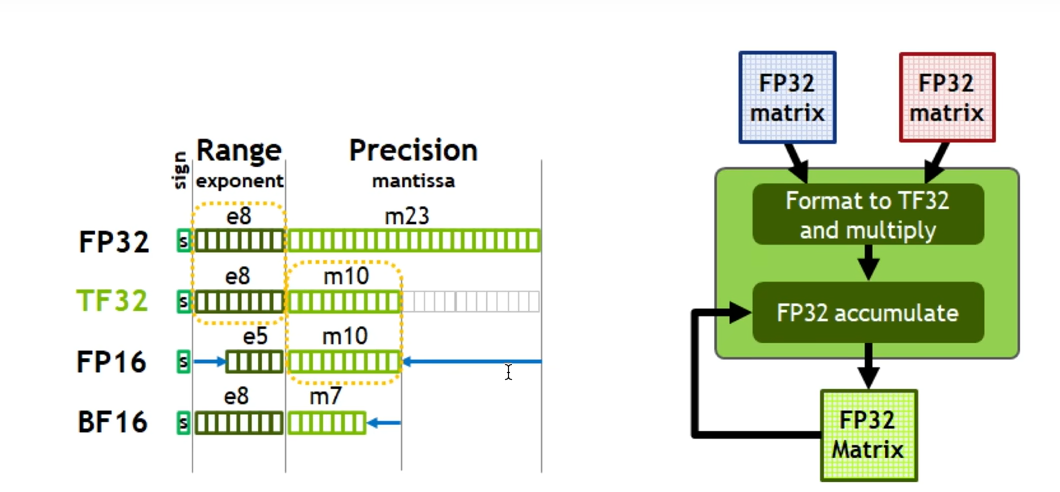 sign
Range
exponent
Precision
mantissa
e8
m23
FP32
s
e8
m10
TF32
s
e5
m10
FP16
s
e8
m7
BF16
s
FP32
matrix
FP32
matrix
Format to TF32
and multiply
FP32 accumulate
FP32
Matrix